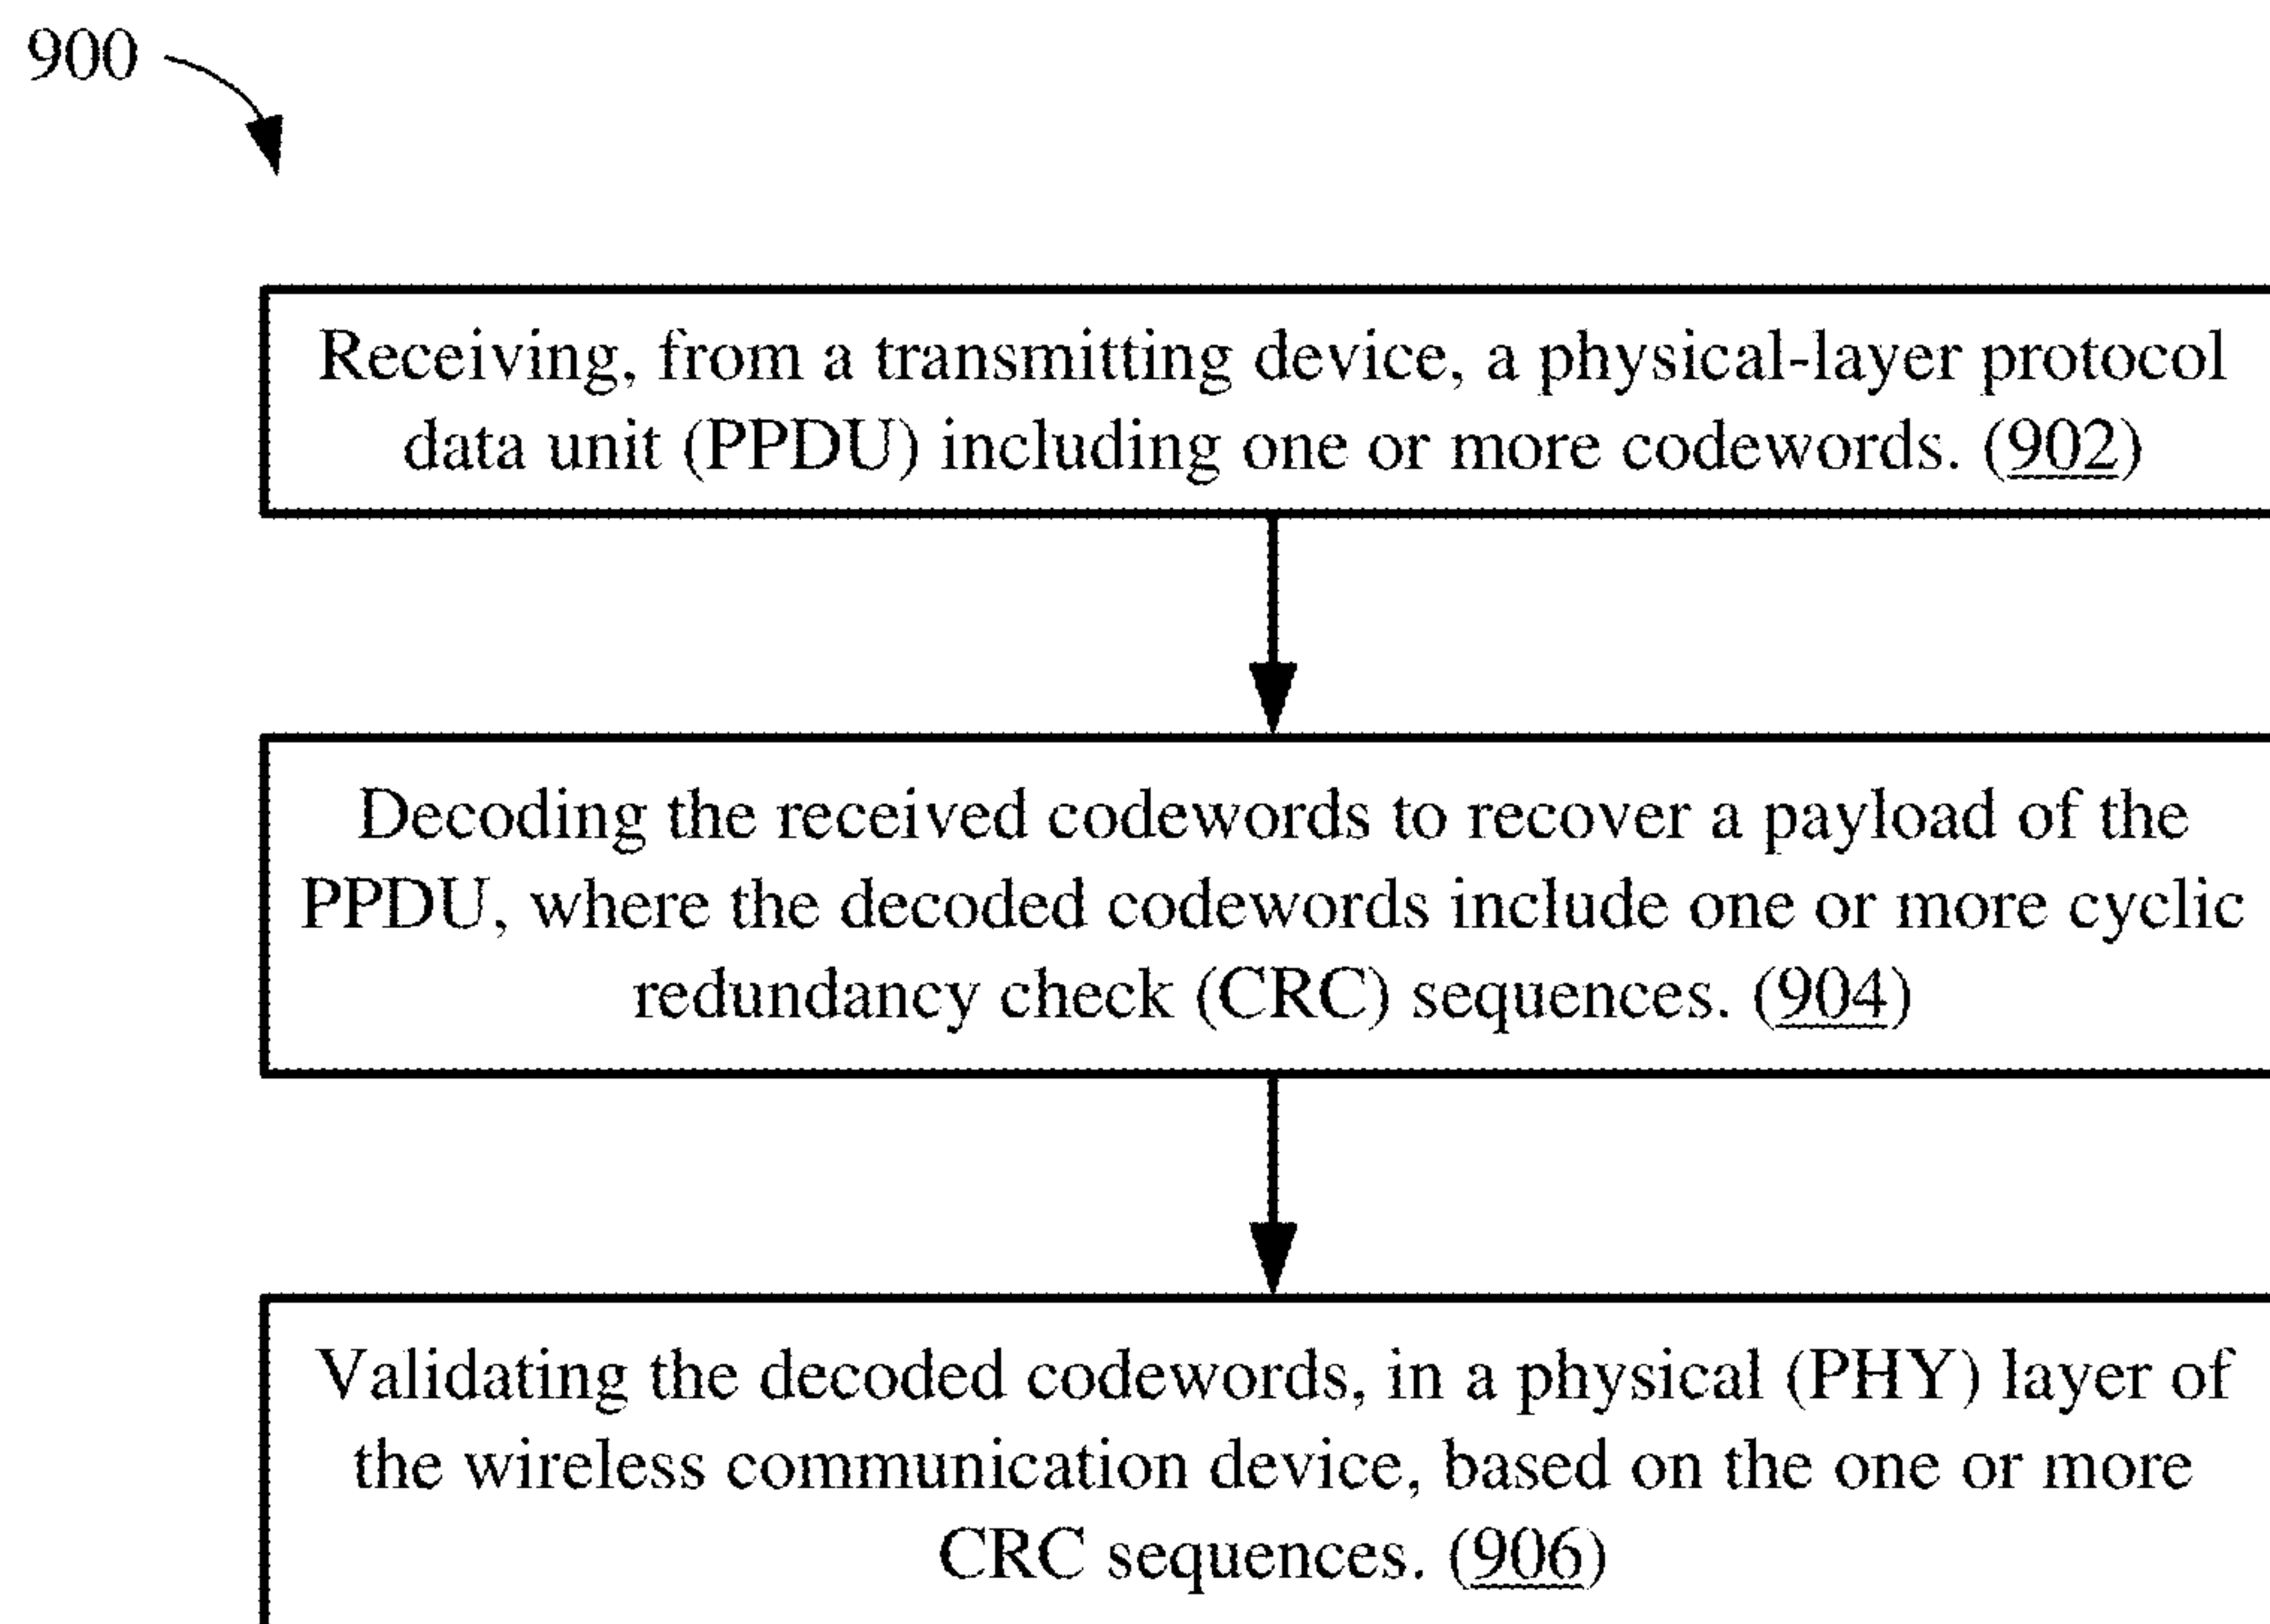 900
Receiving, from a transmitting device, a physical-layer protocol
data unit (PPDU) including one or more codewords. (902)
Decoding the received codewords to recover a payload of the
PPDU, where the decoded codewords include one or more cyclic
redundancy check (CRC) sequences. (904)
Validating the decoded codewords, in a physical (PHY) layer of
the wireless communication device, based on the one or more
CRC sequences. (906)